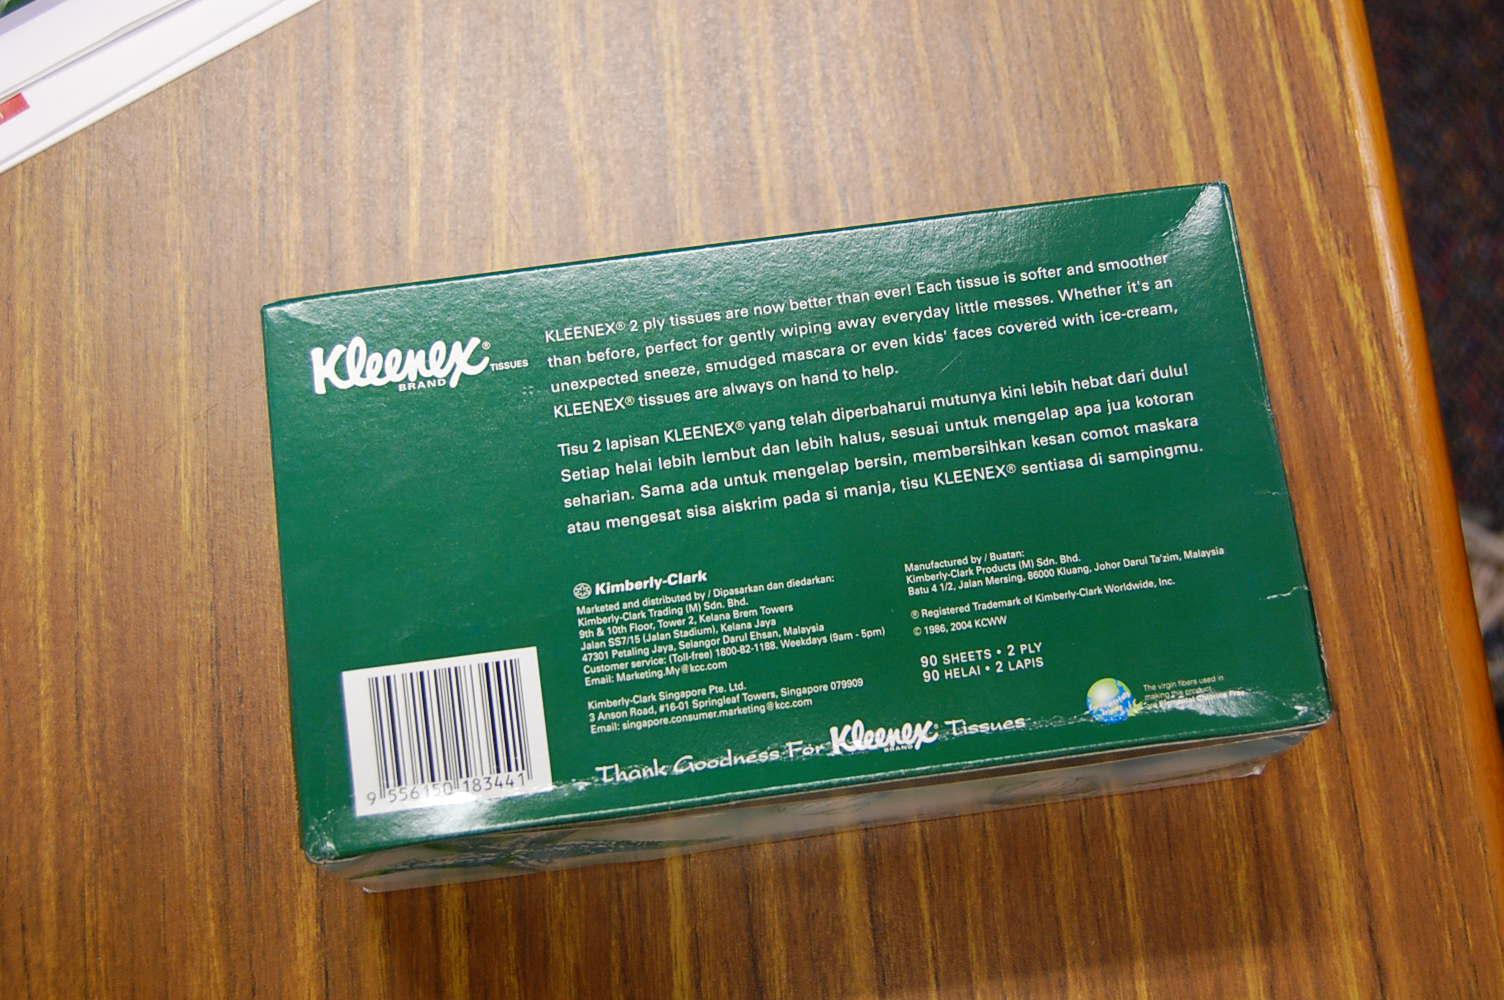 Kleenex® TISSUES
BRAND
KLEENEX® 2 ply tissues are now better than ever! Each tissue is softer and smoother
than before, perfect for gently wiping away everyday little messes. Whether it's an
unexpected sneeze, smudged mascara or even kids' faces covered with ice-cream,
KLEENEX® tissues are always on hand to help.
Tisu 2 lapisan KLEENEX® yang telah diperbaharui mutunya kini lebih hebat dari dulu!
Setiap helai lebih lembut dan lebih halus, sesuai untuk mengelap apa jua kotoran
seharian. Sama ada untuk mengelap bersin, membersihkan kesan comot maskara
atau mengesat sisa aiskrim pada si manja, tisu KLEENEX® sentiasa di sampingmu.
Kimberly-Clark
Marketed and distributed by / Dipasarkan dan diedarkan:
Kimberly-Clark Trading (M) Sdn. Bhd.
9th & 10th Floor, Tower 2, Kelana Brem Towers
Jalan SS7/15 (Jalan Stadium), Kelana Jaya
47301 Petaling Jaya, Selangor Darul Ehsan, Malaysia
Customer service: (Toll-free) 1800-82-1188. Weekdays (9am - 5pm)
Email: Marketing.My@kcc.com
Kimberly-Clark Singapore Pte. Ltd.
3 Anson Road, #16-01 Springleaf Towers, Singapore 079909
Email: singapore.consumer.marketing@kcc.com
Manufactured by / Buatan:
Kimberly-Clark Products (M) Sdn. Bhd.
Batu 4 1/2, Jalan Mersing, 86000 Kluang, Johor Darul Ta'zim, Malaysia
® Registered Trademark of Kimberly-Clark Worldwide, Inc.
© 1986, 2004 KCWW
90 SHEETS • 2 PLY
90 HELAI • 2 LAPIS
The virgin fibers used in
making this product
are Elemental Chlorine Free
Thank Goodness For Kleenex® Tissues
BRAND
9 556150 183441